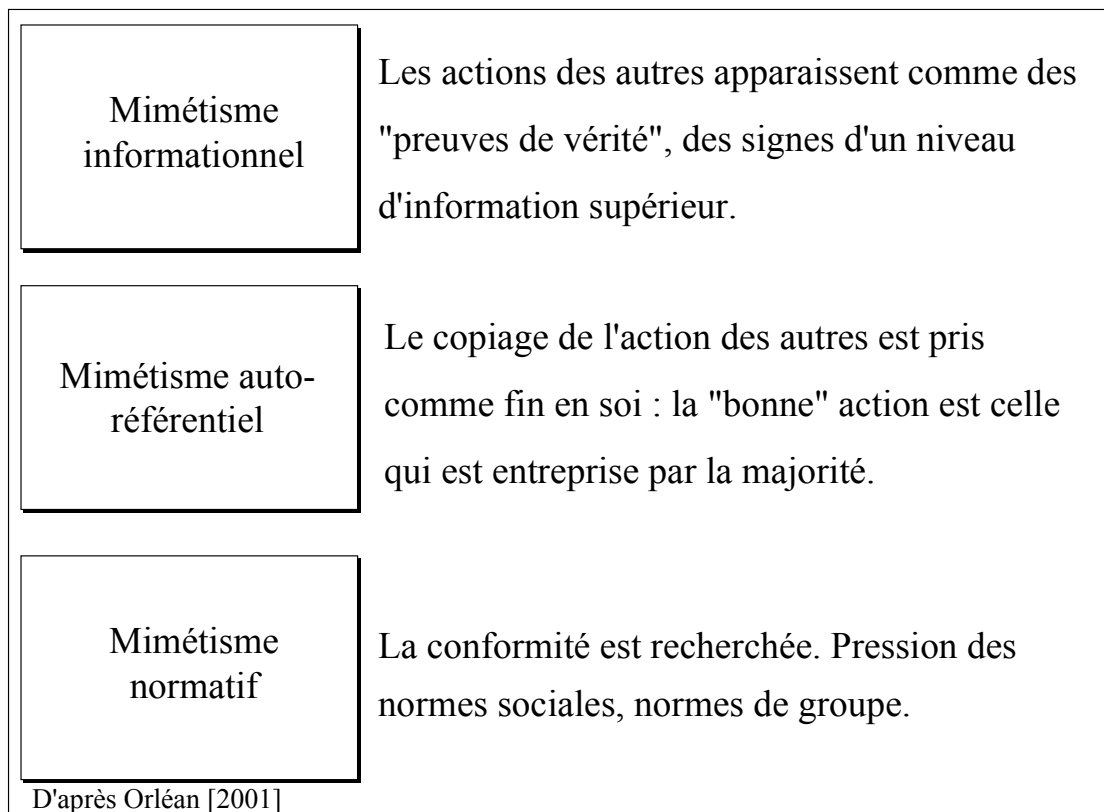 Mimétisme
informationnel
Les actions des autres apparaissent comme des
"preuves de vérité", des signes d'un niveau
d'information supérieur.
Mimétisme auto-
référentiel
Le copiage de l'action des autres est pris
comme fin en soi : la "bonne" action est celle
qui est entreprise par la majorité.
Mimétisme
normatif
La conformité est recherchée. Pression des
normes sociales, normes de groupe.
D'après Orléan [2001]